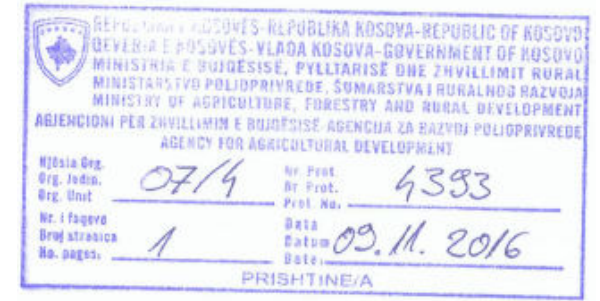 REPUBLIKA E KOSOVËS-REPUBLIKA KOSOVA-REPUBLIC OF KOSOVO
QEVERIA E KOSOVËS-VLADA KOSOVA-GOVERNMENT OF KOSOVO
MINISTRIA E BUJQËSISË, PYLLTARISË DHE ZHVILLIMIT RURAL
MINISTARSTVO POLJOPRIVREDE, ŠUMARSTVA I RURALNOG RAZVOJA
MINISTRY OF AGRICULTURE, FORESTRY AND RURAL DEVELOPMENT
AGJENCIONI PER ZHVILLIMIN E BUJQËSISË-AGENCIJA ZA RAZVOJ POLJOPRIVREDE
AGENCY FOR AGRICULTURAL DEVELOPMENT
Njësia Org.
Org. Jedin.
Org. Unit
07/4
Nr. Prot.
Br Prot.
Prot. No.
4393
Nr. i faqeve
Broj stranica
No. pages.
1
Data
Datum
Date:
09.11.2016
PRISHTINE/A